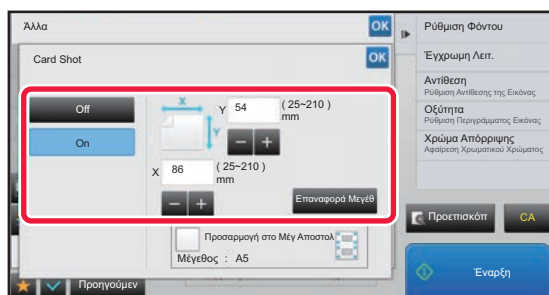 Άλλα
OK
Card Shot
OK
Off
On
X
Y
Y 54 ( 25~210 ) mm
X 86 ( 25~210 ) mm
Επαναφορά Μεγέθ
Προσαρμογή στο Μέγ Αποστολ
Μέγεθος : A5
Προηγούμεν
Ρύθμιση Φόντου
Έγχρωμη Λειτ.
Αντίθεση
Ρύθμιση Αντίθεσης της Εικόνας
Οξύτητα
Ρύθμιση Περιγράμματος Εικόνας
Χρώμα Απόρριψης
Αφαίρεση Χρωματικού Χρώματος
Προεπισκόπ
CA
Έναρξη